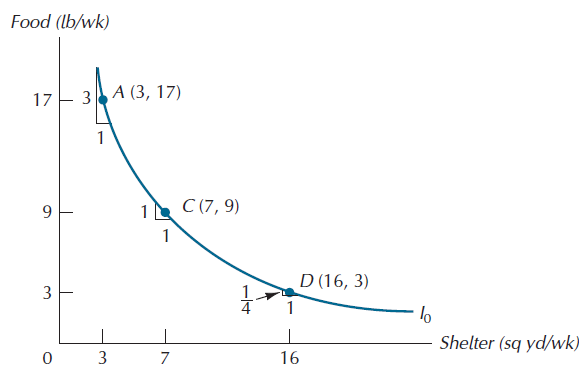 Food (lb/wk)
17
3
A (3, 17)
1
9
1
C (7, 9)
1
3
1/4
D (16, 3)
1
I₀
Shelter (sq yd/wk)
0
3
7
16